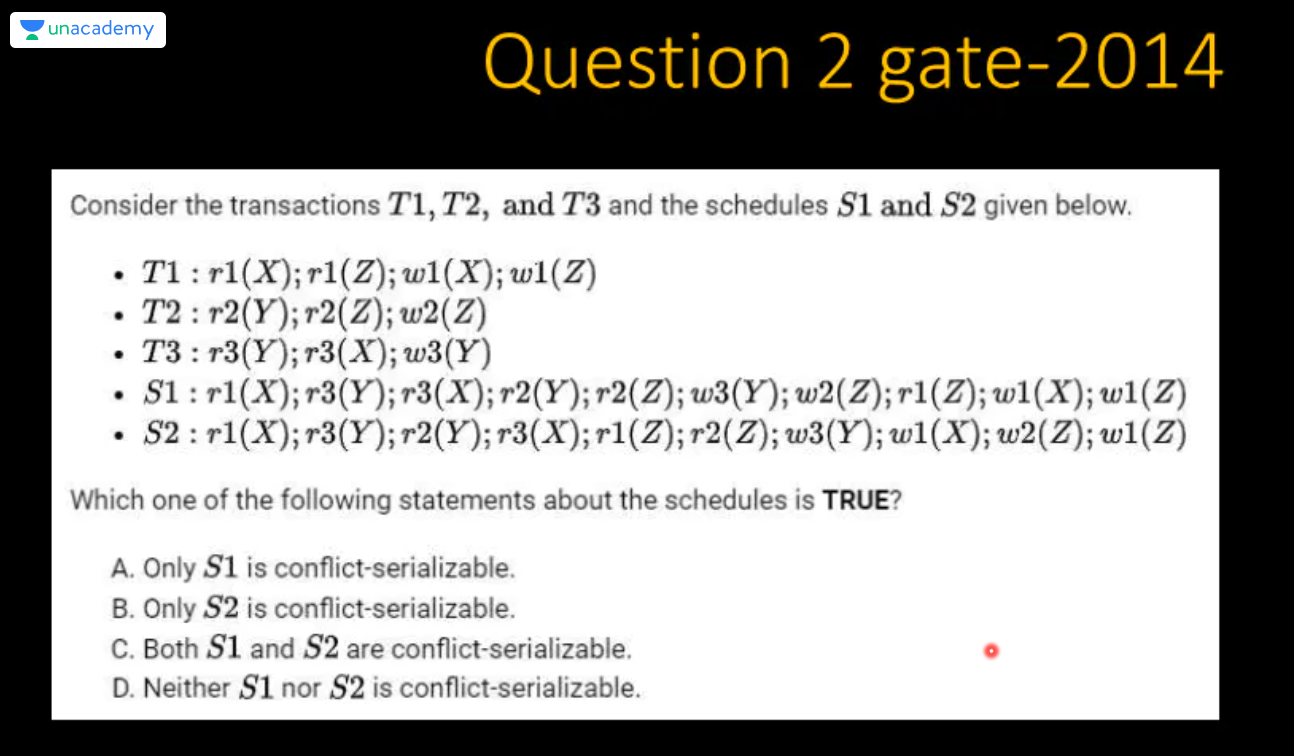 unacademy
Question 2 gate-2014
Consider the transactions T1, T2, and T3 and the schedules S1 and S2 given below.
• T1 : r1(X); r1(Z); w1(X); w1(Z)
• T2 : r2(Y); r2(Z); w2(Z)
• T3 : r3(Y); r3(X); w3(Y)
• S1 : r1(X); r3(Y); r3(X); r2(Y); r2(Z); w3(Y); w2(Z); r1(Z); w1(X); w1(Z)
• S2 : r1(X); r3(Y); r2(Y); r3(X); r1(Z); r2(Z); w3(Y); w1(X); w2(Z); w1(Z)
Which one of the following statements about the schedules is TRUE?
A. Only S1 is conflict-serializable.
B. Only S2 is conflict-serializable.
C. Both S1 and S2 are conflict-serializable.
D. Neither S1 nor S2 is conflict-serializable.